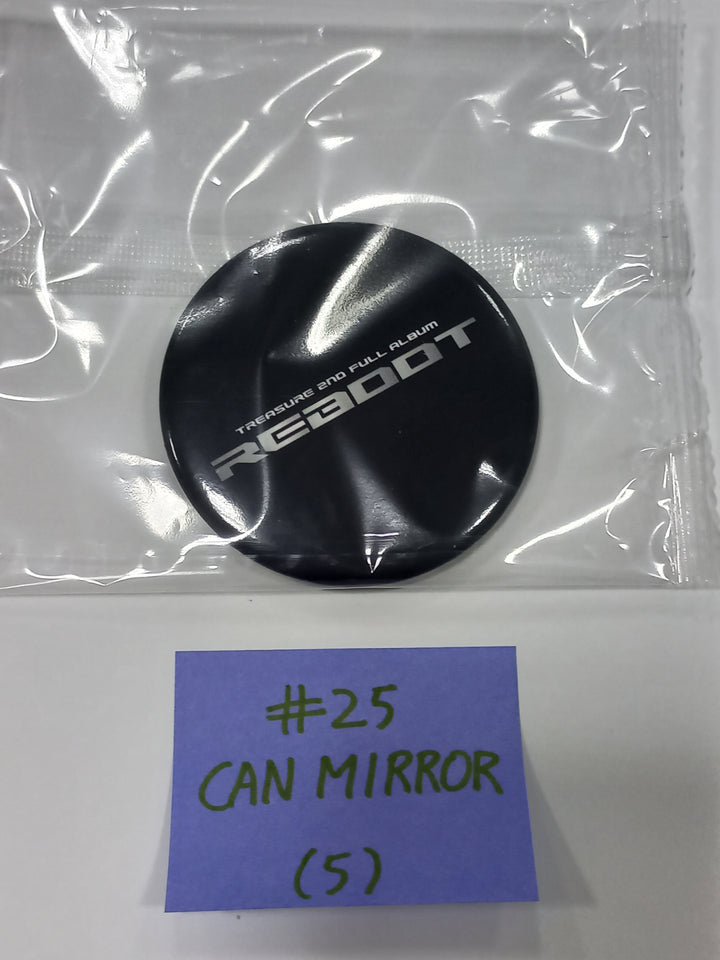 TREASURE 2ND FULL ALBUM
REBOOT
#25
CAN MIRROR
(5)